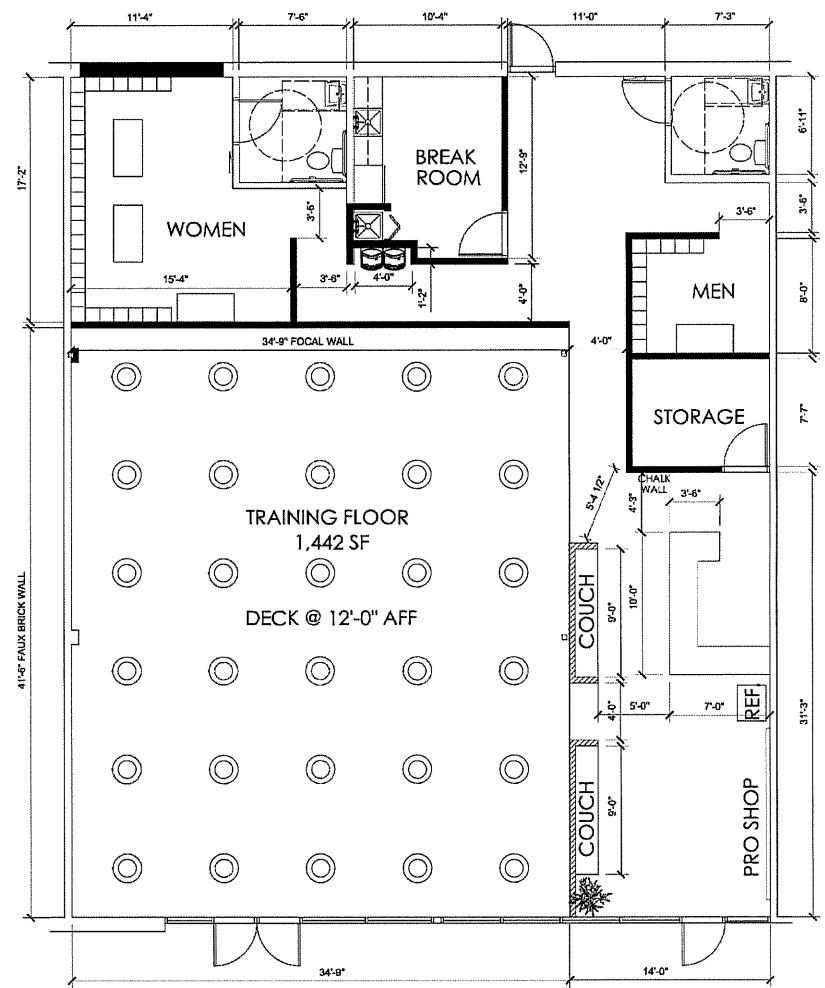 11'-4"
7'-6"
10'-4"
11'-0"
7'-3"
17'-2"
6'-11"
BREAK
ROOM
12'-9"
3'-6"
3'-6"
3'-6"
WOMEN
15'-4"
3'-6"
4'-0"
1'-2"
4'-0"
MEN
8'-0"
34'-9" FOCAL WALL
4'-0"
STORAGE
7'-7"
CHALK
WALL
5'-4 1/2"
4'-3"
3'-6"
TRAINING FLOOR
1,442 SF
DECK @ 12'-0" AFF
41'-6" FAUX BRICK WALL
COUCH
9'-0"
10'-0"
4'-0"
5'-0"
7'-0"
REF.
31'-3"
COUCH
9'-0"
PRO SHOP
34'-9"
14'-0"